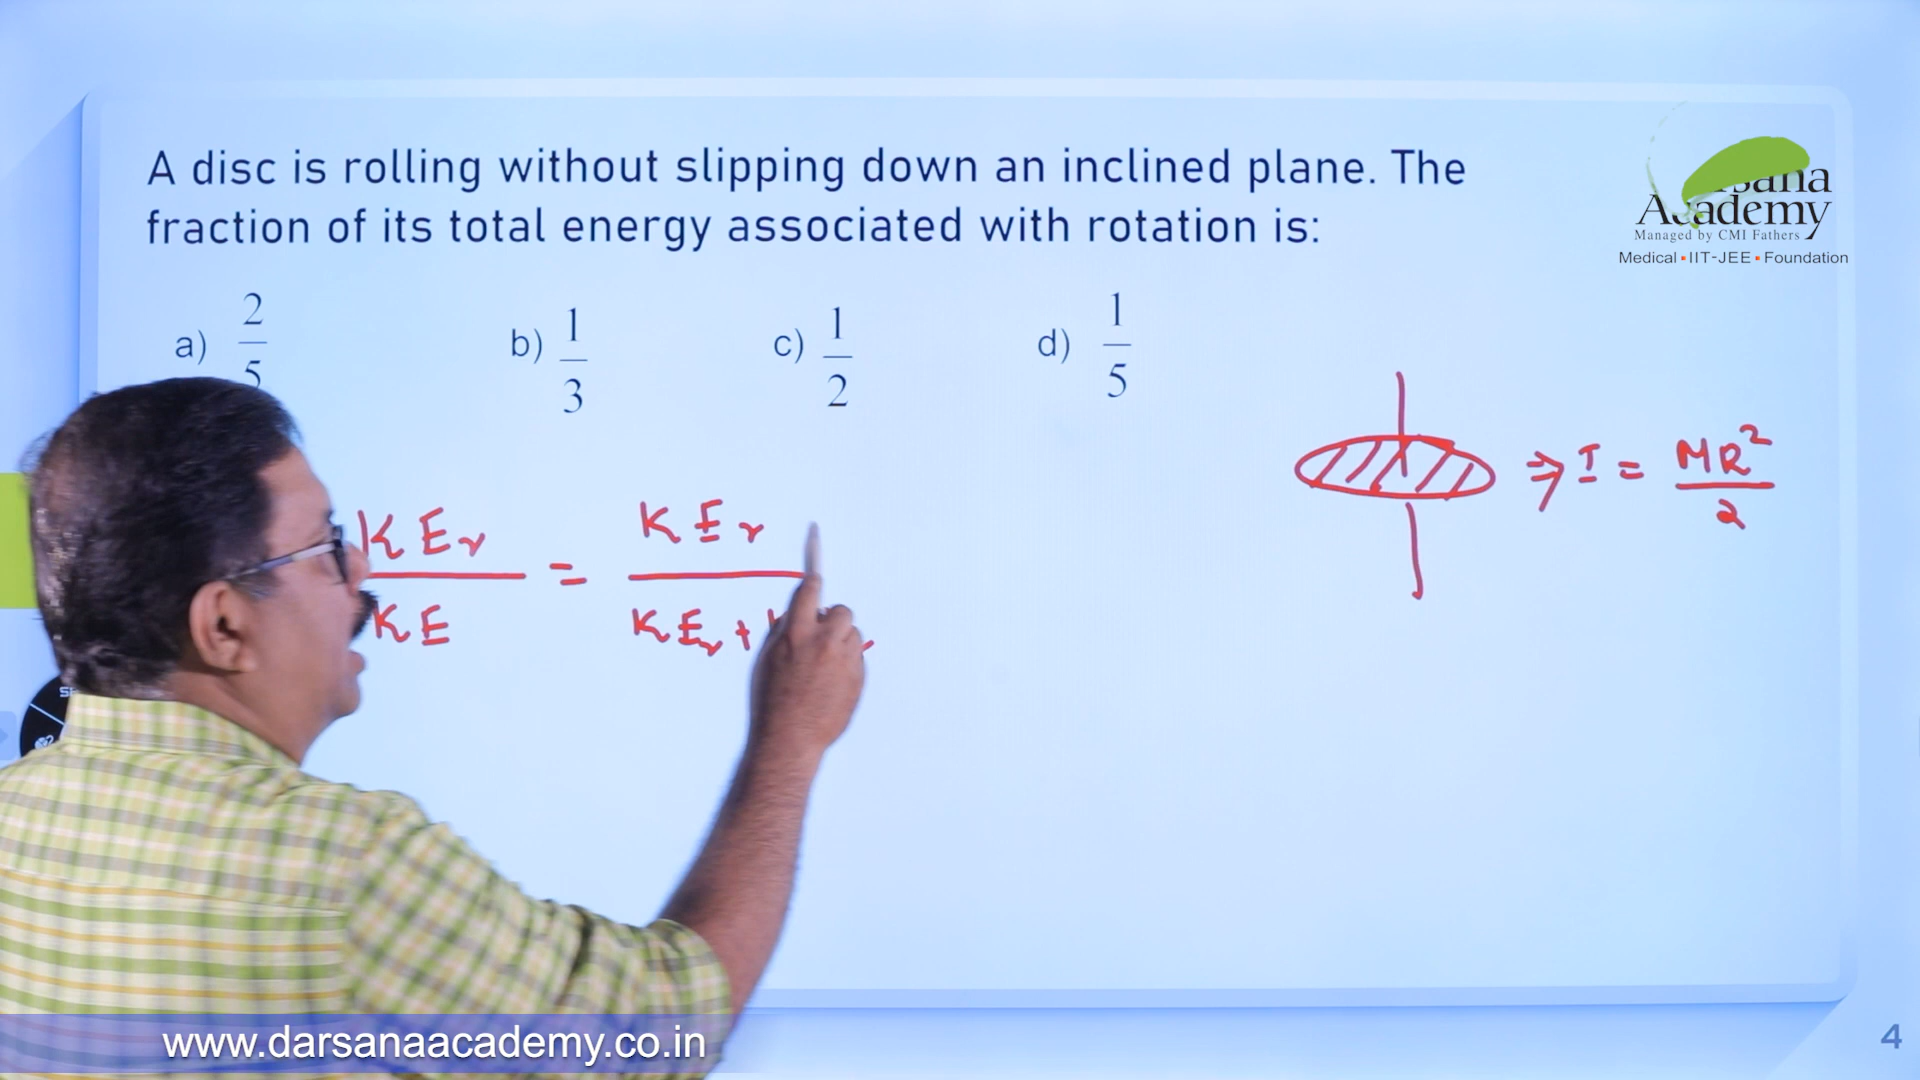 A disc is rolling without slipping down an inclined plane. The
fraction of its total energy associated with rotation is:
a) 2/5 b) 1/3 c) 1/2 d) 1/5
KEr/KE = KEr/KEr +
⇒ I = MR²/2
Academy
Managed by CMI Fathers
Medical ▪ IIT-JEE ▪ Foundation
www.darsanaacademy.co.in
4